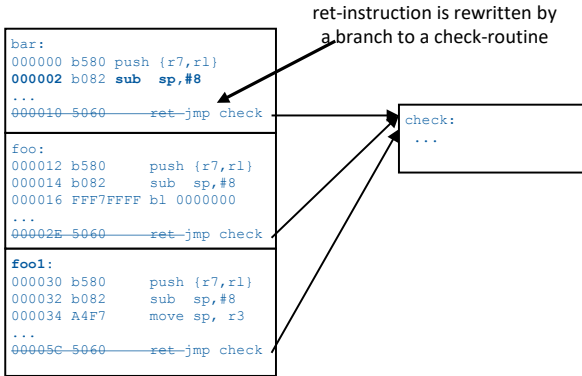 ret-instruction is rewritten by
a branch to a check-routine
bar:
000000 b580 push {r7,rl}
000002 b082 sub sp,#8
...
000010 5060 ret jmp check
foo:
000012 b580 push {r7,rl}
000014 b082 sub sp,#8
000016 FFF7FFFF bl 0000000
...
00002E 5060 ret jmp check
foo1:
000030 b580 push {r7,rl}
000032 b082 sub sp,#8
000034 A4F7 move sp, r3
...
00005C 5060 ret jmp check
check:
...